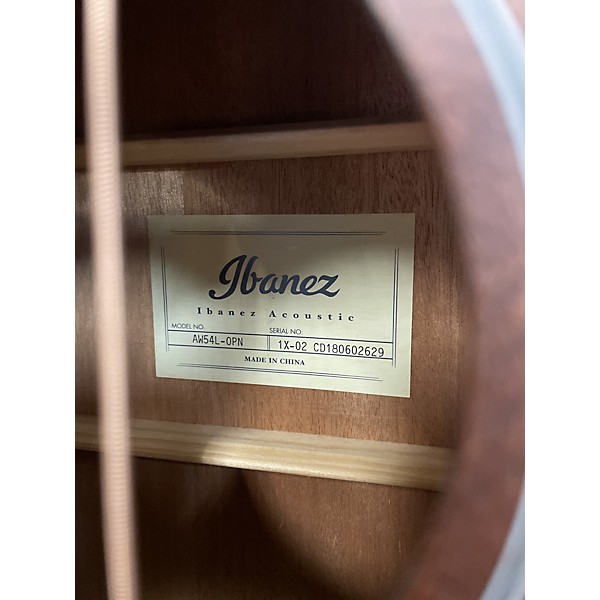 Ibanez
Ibanez Acoustic
MODEL NO. SERIAL NO.
AW54L-OPN 1X-02 CD180602629
MADE IN CHINA